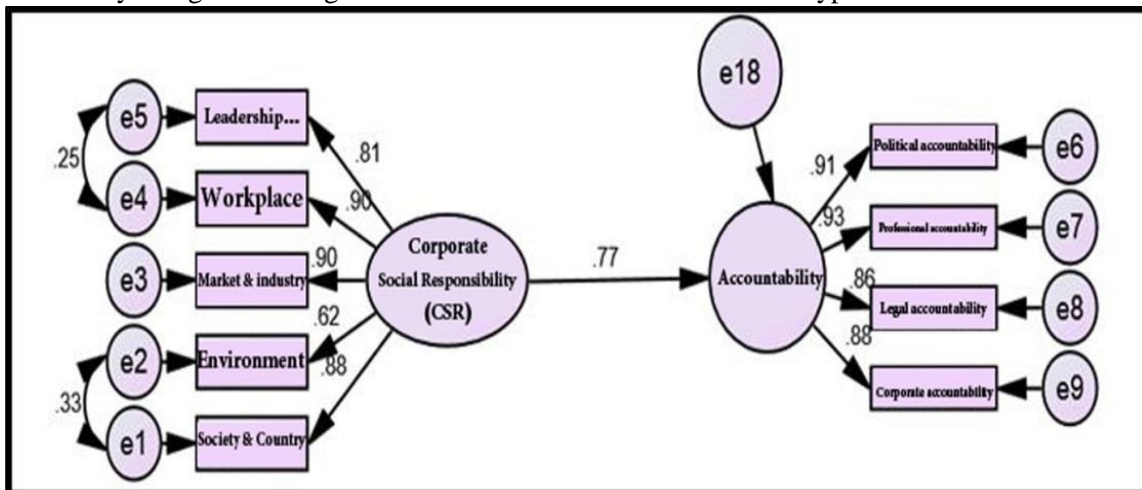 e18
e5
Leadership...
.81
.25
e4
Workplace
.90
e3
Market & industry
.90
e2
Environment
.62
.33
e1
Society & Country
.88
Corporate
Social Responsibility
(CSR)
.77
Accountability
.91
Political accountability
e6
.93
Professional accountability
e7
.86
Legal accountability
e8
.88
Corporate accountability
e9